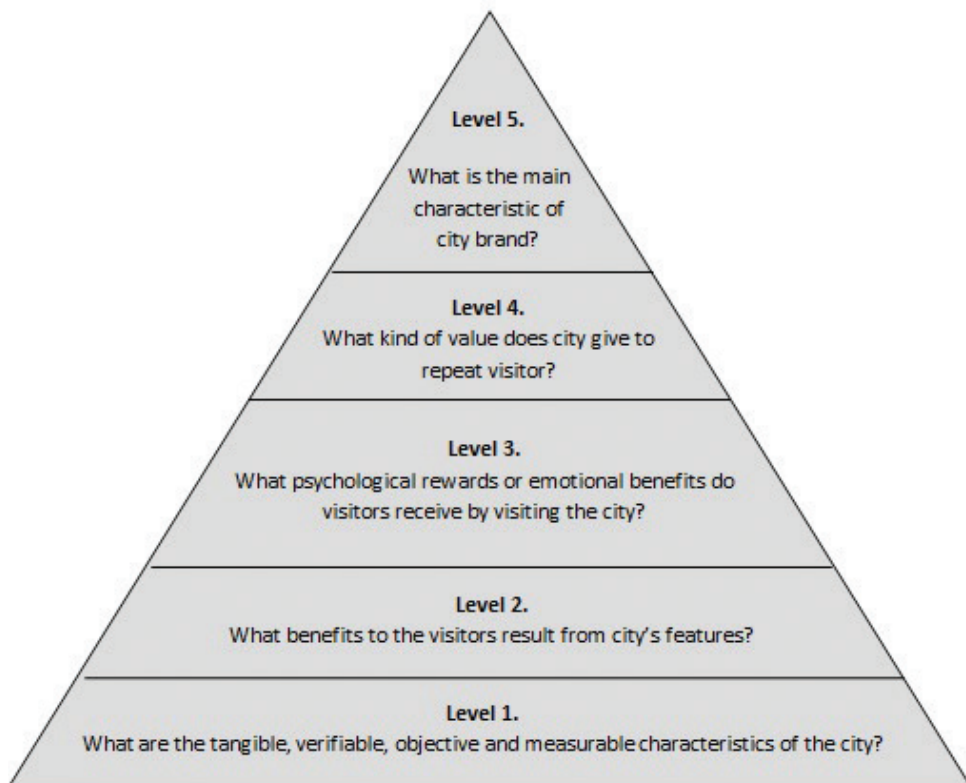 Level 5.
What is the main
characteristic of
city brand?
Level 4.
What kind of value does city give to
repeat visitor?
Level 3.
What psychological rewards or emotional benefits do
visitors receive by visiting the city?
Level 2.
What benefits to the visitors result from city's features?
Level 1.
What are the tangible, verifiable, objective and measurable characteristics of the city?